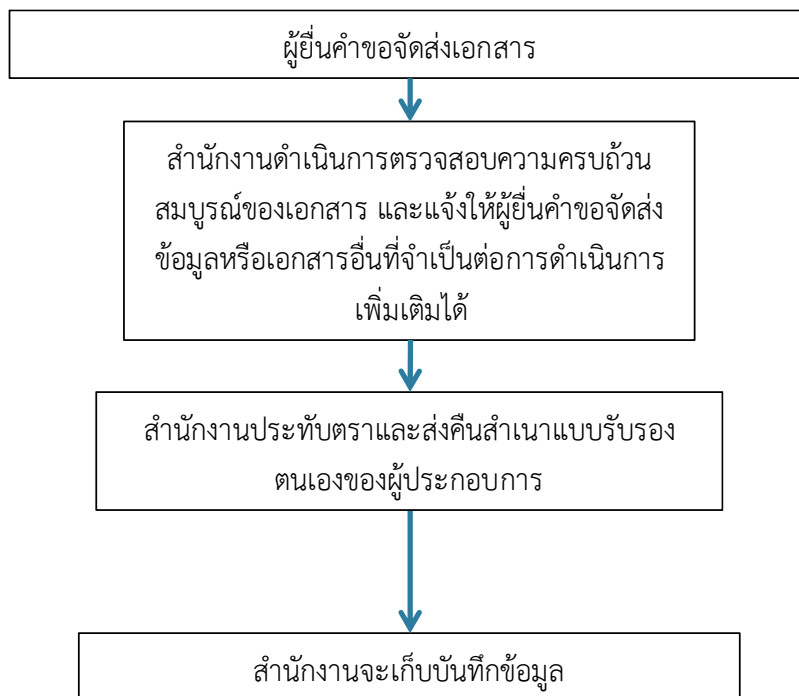 ผู้ยื่นคำขอจัดส่งเอกสาร
สำนักงานดำเนินการตรวจสอบความครบถ้วน
สมบูรณ์ของเอกสาร และแจ้งให้ผู้ยื่นคำขอจัดส่ง
ข้อมูลหรือเอกสารอื่นที่จำเป็นต่อการดำเนินการ
เพิ่มเติมได้
สำนักงานประทับตราและส่งคืนสำเนาแบบรับรอง
ตนเองของผู้ประกอบการ
สำนักงานจะเก็บบันทึกข้อมูล